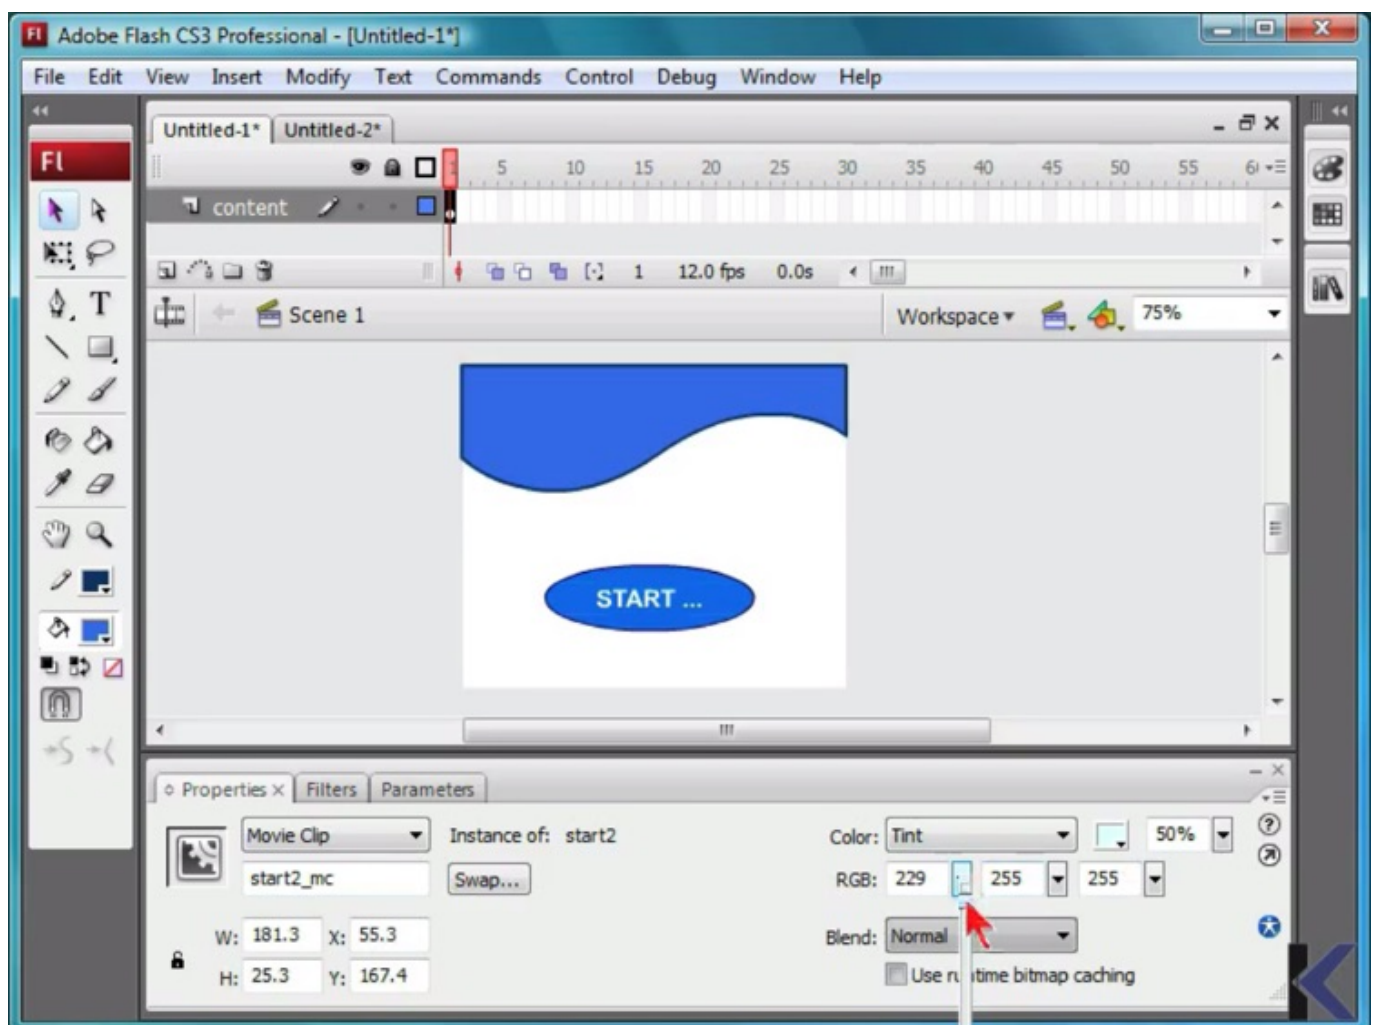 Fl Adobe Flash CS3 Professional - [Untitled-1*]
File Edit View Insert Modify Text Commands Control Debug Window Help
Untitled-1* Untitled-2*
Fl
1 5 10 15 20 25 30 35 40 45 50 55
content
1 12.0 fps 0.0s
T
Scene 1 Workspace 75%
START ...
Properties Filters Parameters
Movie Clip Instance of: start2 Color: Tint 50%
start2_mc Swap... RGB: 229 255 255
W: 181.3 X: 55.3 Blend: Normal
H: 25.3 Y: 167.4 Use runtime bitmap caching
K